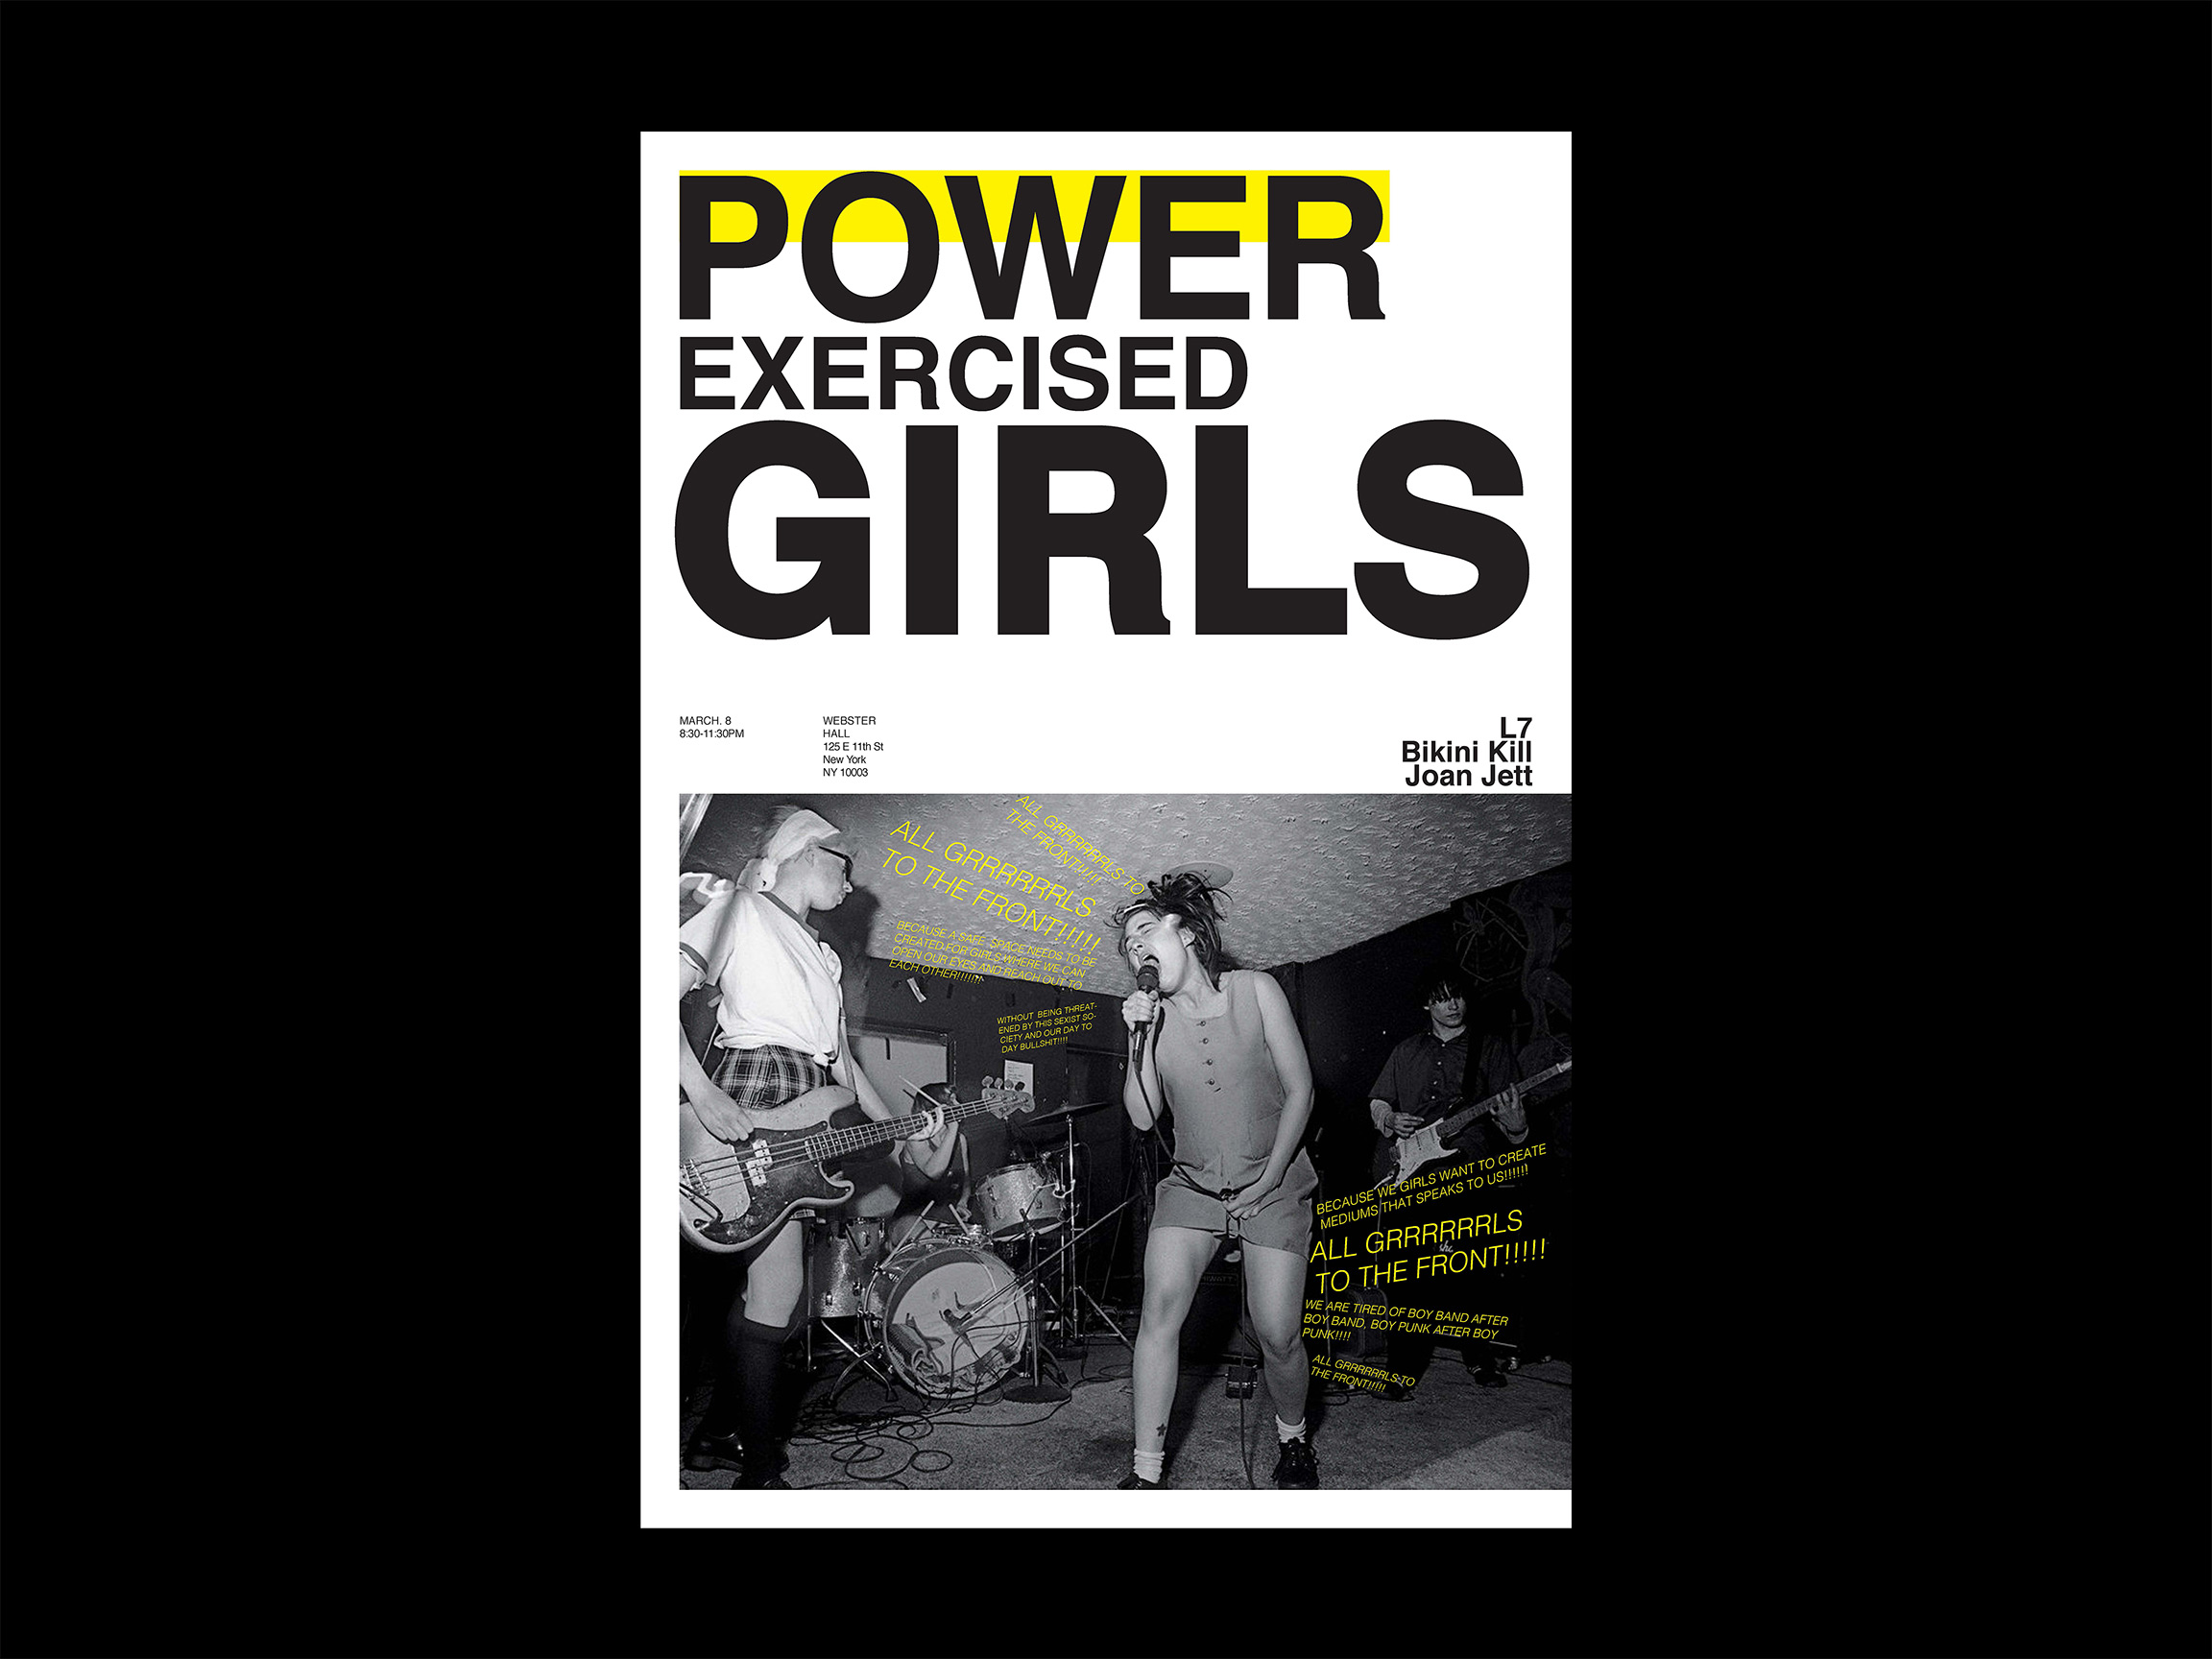 POWER
EXERCISED
GIRLS
MARCH. 8
8:30-11:30PM
WEBSTER
HALL
125 E 11th St
New York
NY 10003
L7
Bikini Kill
Joan Jett
ALL GRRRRRRLS TO
THE FRONT!!!!!
ALL GRRRRRRLS
TO THE FRONT!!!!!
BECAUSE A SAFE SPACE NEEDS TO BE
CREATED FOR GIRLS WHERE WE CAN
OPEN OUR EYES AND REACH OUT TO
EACH OTHER!!!!!!!
WITHOUT BEING THREAT-
ENED BY THIS SEXIST SO-
CIETY AND OUR DAY TO
DAY BULLSHIT!!!!
BECAUSE WE GIRLS WANT TO CREATE
MEDIUMS THAT SPEAKS TO US!!!!!!
ALL GRRRRRRLS
TO THE FRONT!!!!!
WE ARE TIRED OF BOY BAND AFTER
BOY BAND, BOY PUNK AFTER BOY
PUNK!!!!
ALL GRRRRRRLS TO
THE FRONT!!!!!